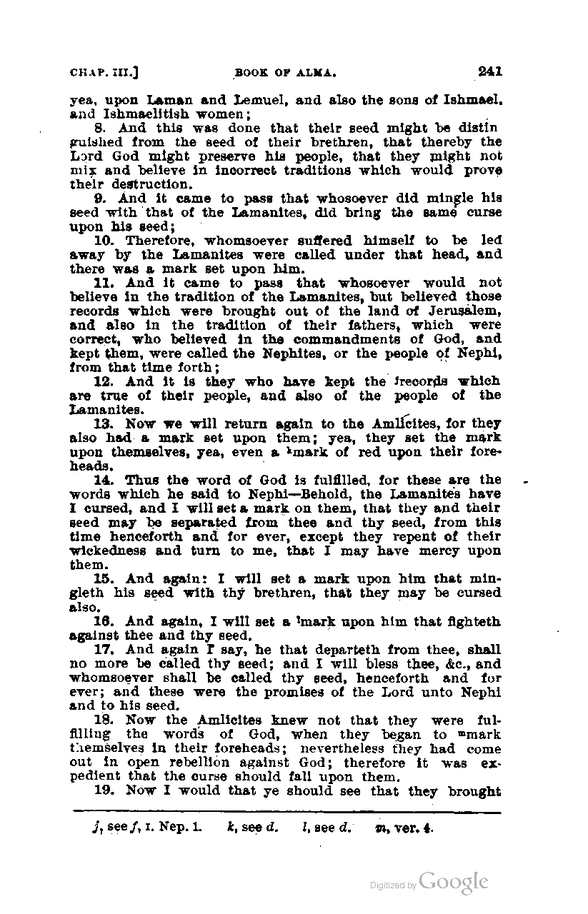 CHAP. III.] BOOK OF ALMA. 241
yea, upon Laman and Lemuel, and also the sons of Ishmael,
and Ishmaelitish women;
8. And this was done that their seed might be distin
guished from the seed of their brethren, that thereby the
Lord God might preserve his people, that they might not
mix and believe in incorrect traditions which would prove
their destruction.
9. And it came to pass that whosoever did mingle his
seed with that of the Lamanites, did bring the same curse
upon his seed;
10. Therefore, whomsoever suffered himself to be led
away by the Lamanites were called under that head, and
there was a mark set upon him.
11. And it came to pass that whosoever would not
believe in the tradition of the Lamanites, but believed those
records which were brought out of the land of Jerusalem,
and also in the tradition of their fathers, which were
correct, who believed in the commandments of God, and
kept them, were called the Nephites, or the people of Nephi,
from that time forth;
12. And it is they who have kept the jrecords which
are true of their people, and also of the people of the
Lamanites.
13. Now we will return again to the Amlicites, for they
also had a mark set upon them; yea, they set the mark
upon themselves, yea, even a kmark of red upon their fore-
heads.
14. Thus the word of God is fulfilled, for these are the
words which he said to Nephi—Behold, the Lamanites have
I cursed, and I will set a mark on them, that they and their
seed may be separated from thee and thy seed, from this
time henceforth and for ever, except they repent of their
wickedness and turn to me, that I may have mercy upon
them.
15. And again: I will set a mark upon him that min-
gleth his seed with thy brethren, that they may be cursed
also.
16. And again, I will set a lmark upon him that fighteth
against thee and thy seed.
17. And again I say, he that departeth from thee, shall
no more be called thy seed; and I will bless thee, &c., and
whomsoever shall be called thy seed, henceforth and for
ever; and these were the promises of the Lord unto Nephi
and to his seed.
18. Now the Amlicites knew not that they were ful-
filling the words of God, when they began to mmark
themselves in their foreheads; nevertheless they had come
out in open rebellion against God; therefore it was ex-
pedient that the curse should fall upon them.
19. Now I would that ye should see that they brought
j, see f, 1. Nep. 1. k, see d. l, see d. m, ver. 4.
Digitized by Google